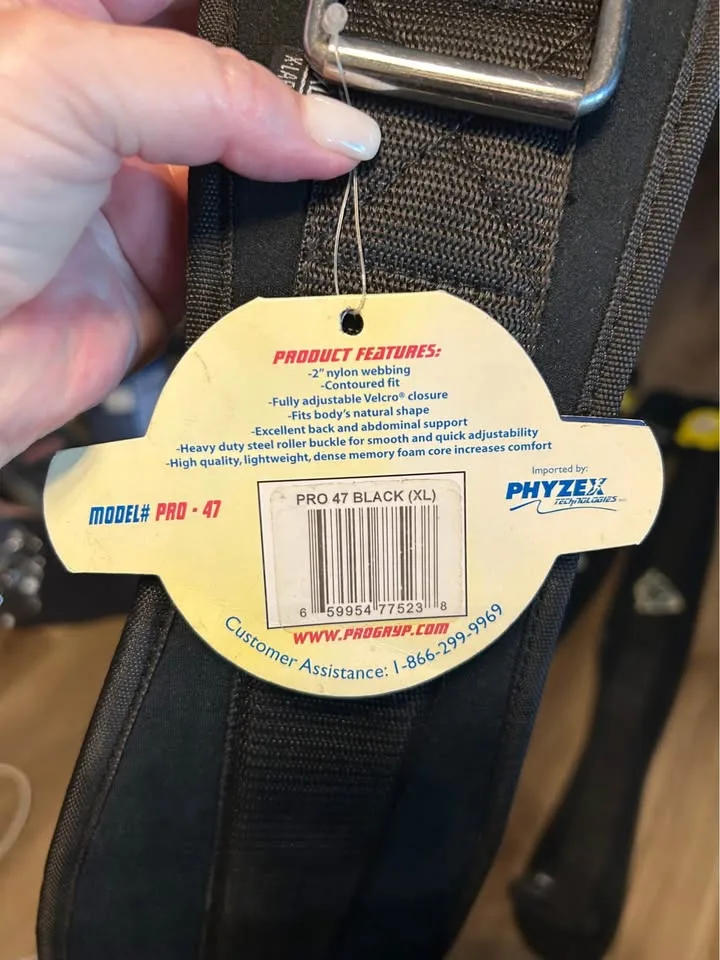 PRODUCT FEATURES:
-2" nylon webbing
-Contoured fit
-Fully adjustable Velcro® closure
-Fits body's natural shape
-Excellent back and abdominal support
-Heavy duty steel roller buckle for smooth and quick adjustability
-High quality, lightweight, dense memory foam core increases comfort
Imported by:
PHYZEX
TECHNOLOGIES INC.
MODEL# PRO - 47
PRO 47 BLACK (XL)
6 59954 77523 8
WWW.PROGRYP.COM
Customer Assistance: 1-866-299-9969